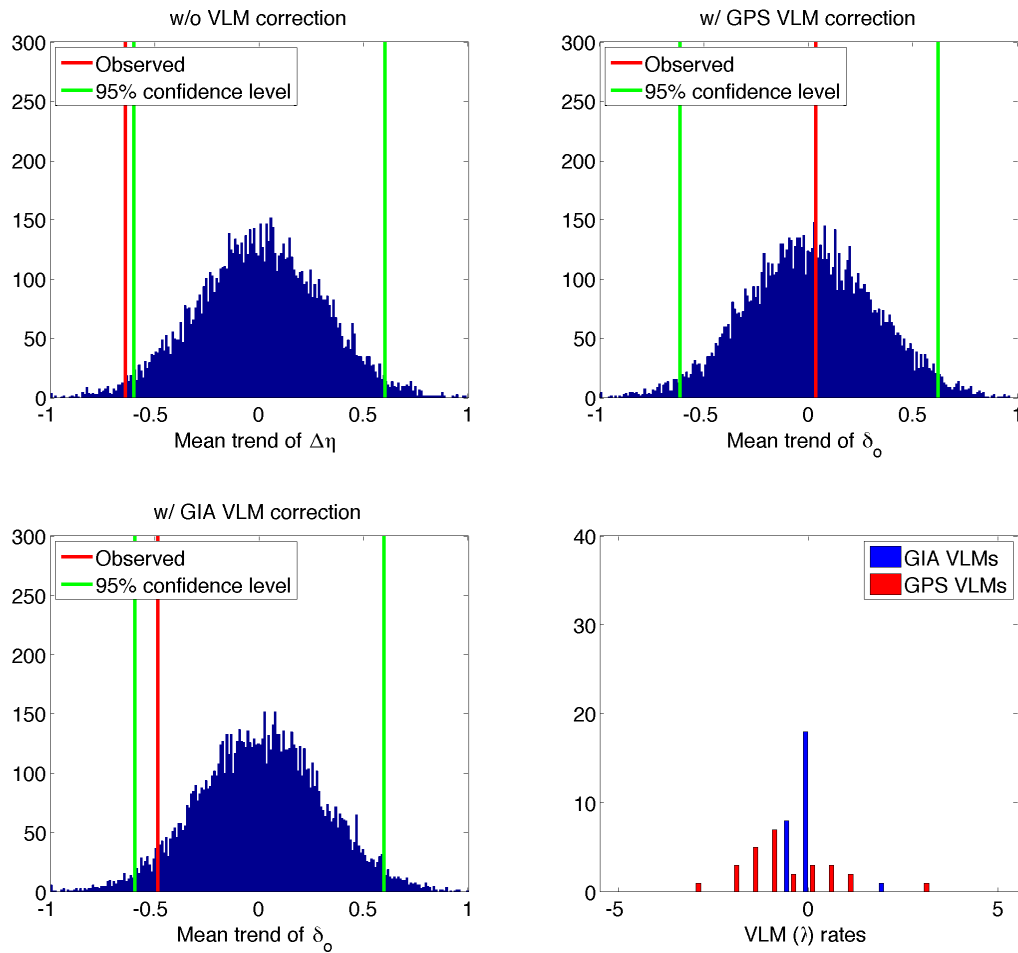 w/o VLM correction
300
250
200
150
100
50
0
Observed
95% confidence level
-1 -0.5 0 0.5 1
Mean trend of Δη
w/ GPS VLM correction
300
250
200
150
100
50
0
Observed
95% confidence level
-1 -0.5 0 0.5 1
Mean trend of δo
w/ GIA VLM correction
300
250
200
150
100
50
0
Observed
95% confidence level
-1 -0.5 0 0.5 1
Mean trend of δo
40
30
20
10
0
GIA VLMs
GPS VLMs
-5 0 5
VLM (λ) rates